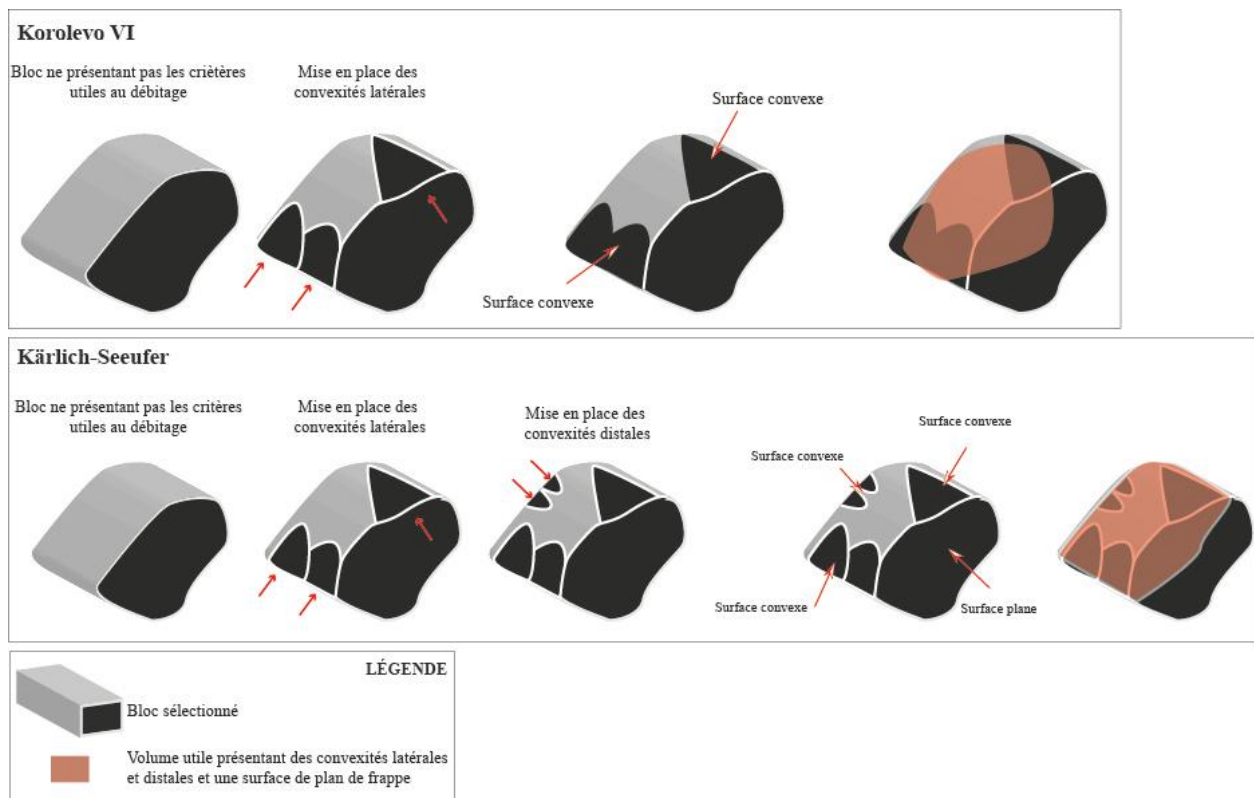 Korolevo VI
Bloc ne présentant pas les criètères
utiles au débitage
Mise en place des
convexités latérales
Surface convexe
Surface convexe
Kärlich-Seeufer
Bloc ne présentant pas les critères
utiles au débitage
Mise en place des
convexités latérales
Mise en place des
convexités distales
Surface convexe
Surface convexe
Surface convexe
Surface plane
LÉGENDE
Bloc sélectionné
Volume utile présentant des convexités latérales
et distales et une surface de plan de frappe